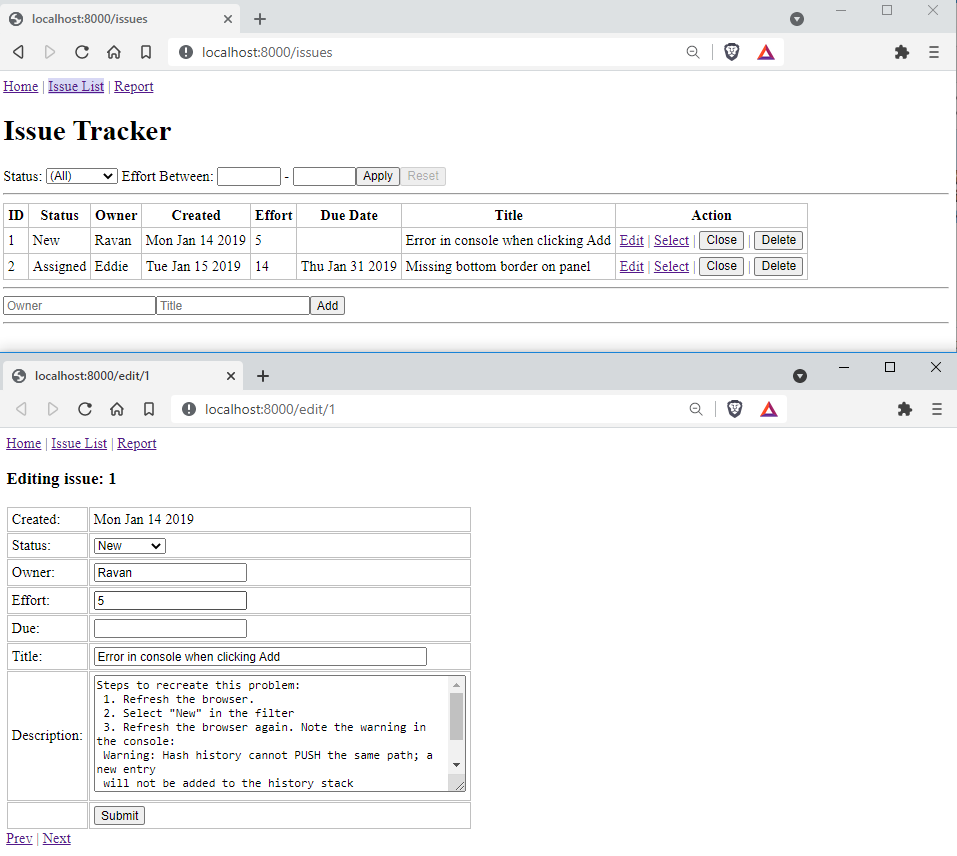 localhost:8000/issues
localhost:8000/issues
Home | Issue List | Report
Issue Tracker
Status: (All) Effort Between: - Apply Reset
ID Status Owner Created Effort Due Date Title Action
1 New Ravan Mon Jan 14 2019 5 Error in console when clicking Add Edit | Select | Close | Delete
2 Assigned Eddie Tue Jan 15 2019 14 Thu Jan 31 2019 Missing bottom border on panel Edit | Select | Close | Delete
Owner Title Add
localhost:8000/edit/1
localhost:8000/edit/1
Home | Issue List | Report
Editing issue: 1
Created: Mon Jan 14 2019
Status: New
Owner: Ravan
Effort: 5
Due:
Title: Error in console when clicking Add
Description:
Steps to recreate this problem:
1. Refresh the browser.
2. Select "New" in the filter
3. Refresh the browser again. Note the warning in
the console:
Warning: Hash history cannot PUSH the same path; a
new entry
will not be added to the history stack
Submit
Prev | Next